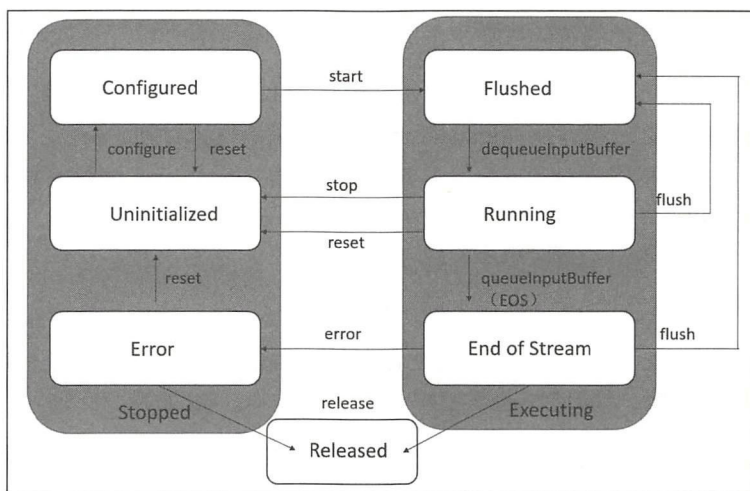 Configured
start
Flushed
configure
reset
dequeueInputBuffer
stop
Uninitialized
Running
flush
reset
reset
queueInputBuffer
（EOS）
Error
error
End of Stream
flush
Stopped
release
Executing
Released